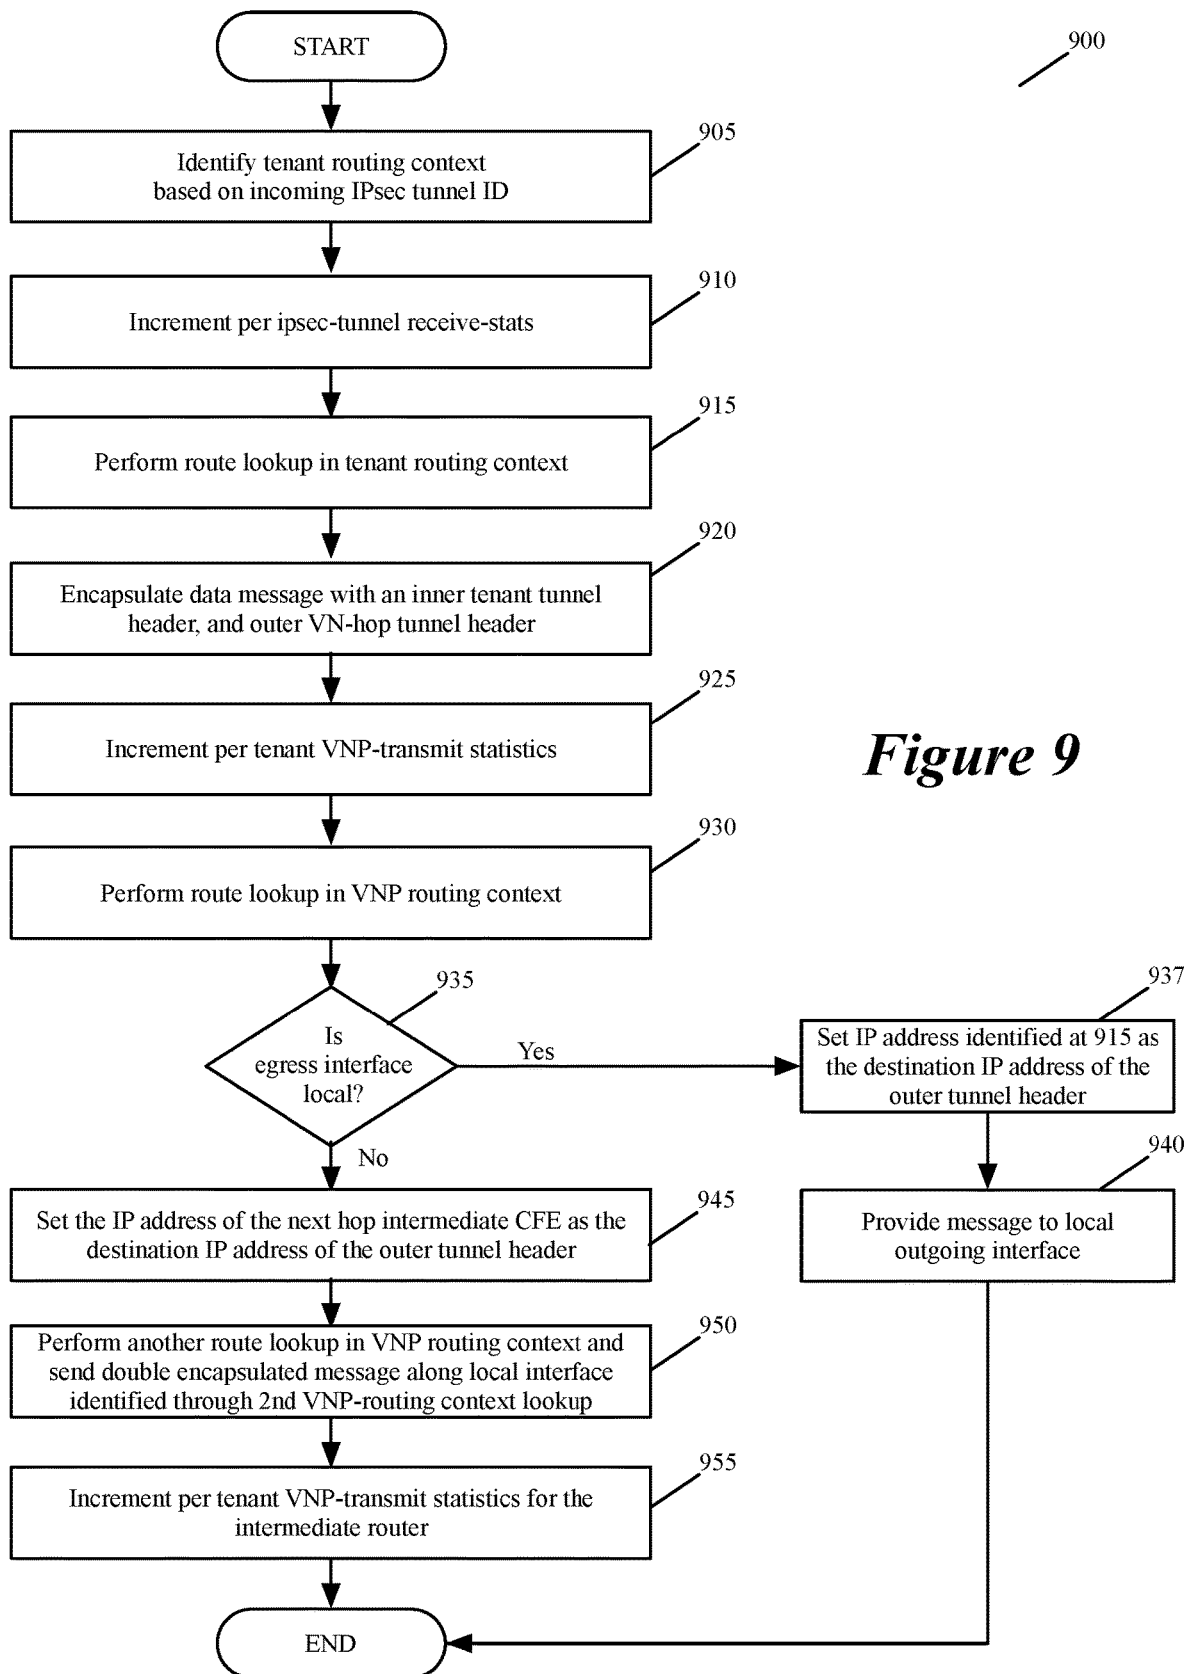 START
900
905
Identify tenant routing context
based on incoming IPsec tunnel ID
910
Increment per ipsec-tunnel receive-stats
915
Perform route lookup in tenant routing context
920
Encapsulate data message with an inner tenant tunnel
header, and outer VN-hop tunnel header
925
Increment per tenant VNP-transmit statistics
Figure 9
930
Perform route lookup in VNP routing context
935
Is
egress interface
local?
Yes
937
Set IP address identified at 915 as
the destination IP address of the
outer tunnel header
No
940
Provide message to local
outgoing interface
945
Set the IP address of the next hop intermediate CFE as the
destination IP address of the outer tunnel header
950
Perform another route lookup in VNP routing context and
send double encapsulated message along local interface
identified through 2nd VNP-routing context lookup
955
Increment per tenant VNP-transmit statistics for the
intermediate router
END